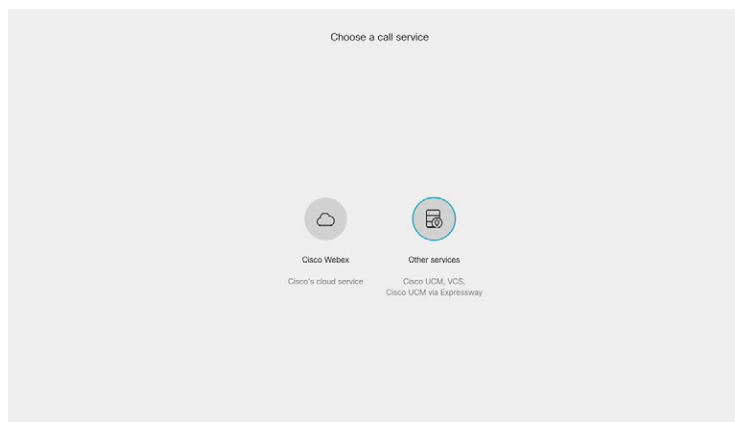 Choose a call service
Cisco Webex
Cisco's cloud service
Other services
Cisco UCM, VCS,
Cisco UCM via Expressway